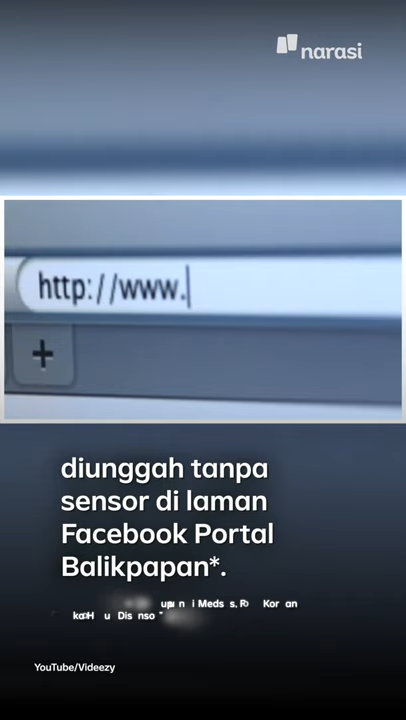 narasi
http://www.
+
diunggah tanpa
sensor di laman
Facebook Portal
Balikpapan*.
YouTube/Videezy